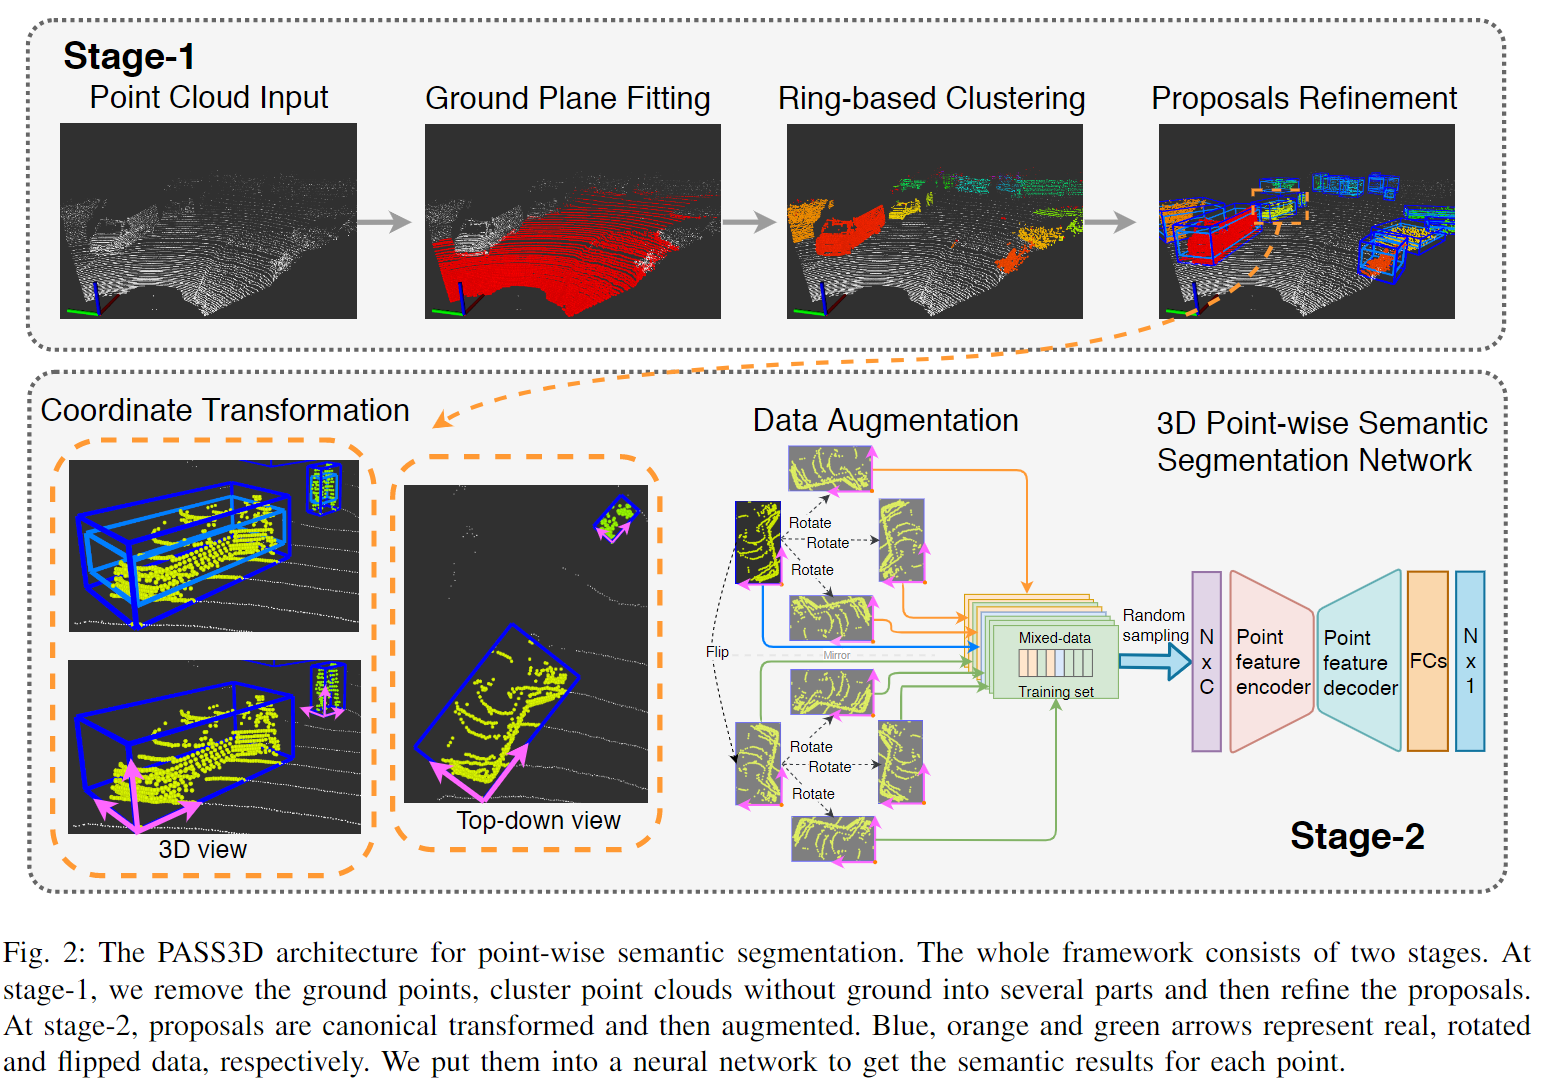 Stage-1
Point Cloud Input
Ground Plane Fitting
Ring-based Clustering
Proposals Refinement
Coordinate Transformation
3D view
Top-down view
Data Augmentation
Rotate
Rotate
Rotate
Flip
Mirror
Rotate
Rotate
Rotate
Mixed-data
Training set
Random
sampling
3D Point-wise Semantic
Segmentation Network
N
x
C
Point
feature
encoder
Point
feature
decoder
FCs
N
x
1
Stage-2
Fig. 2: The PASS3D architecture for point-wise semantic segmentation. The whole framework consists of two stages. At
stage-1, we remove the ground points, cluster point clouds without ground into several parts and then refine the proposals.
At stage-2, proposals are canonical transformed and then augmented. Blue, orange and green arrows represent real, rotated
and flipped data, respectively. We put them into a neural network to get the semantic results for each point.